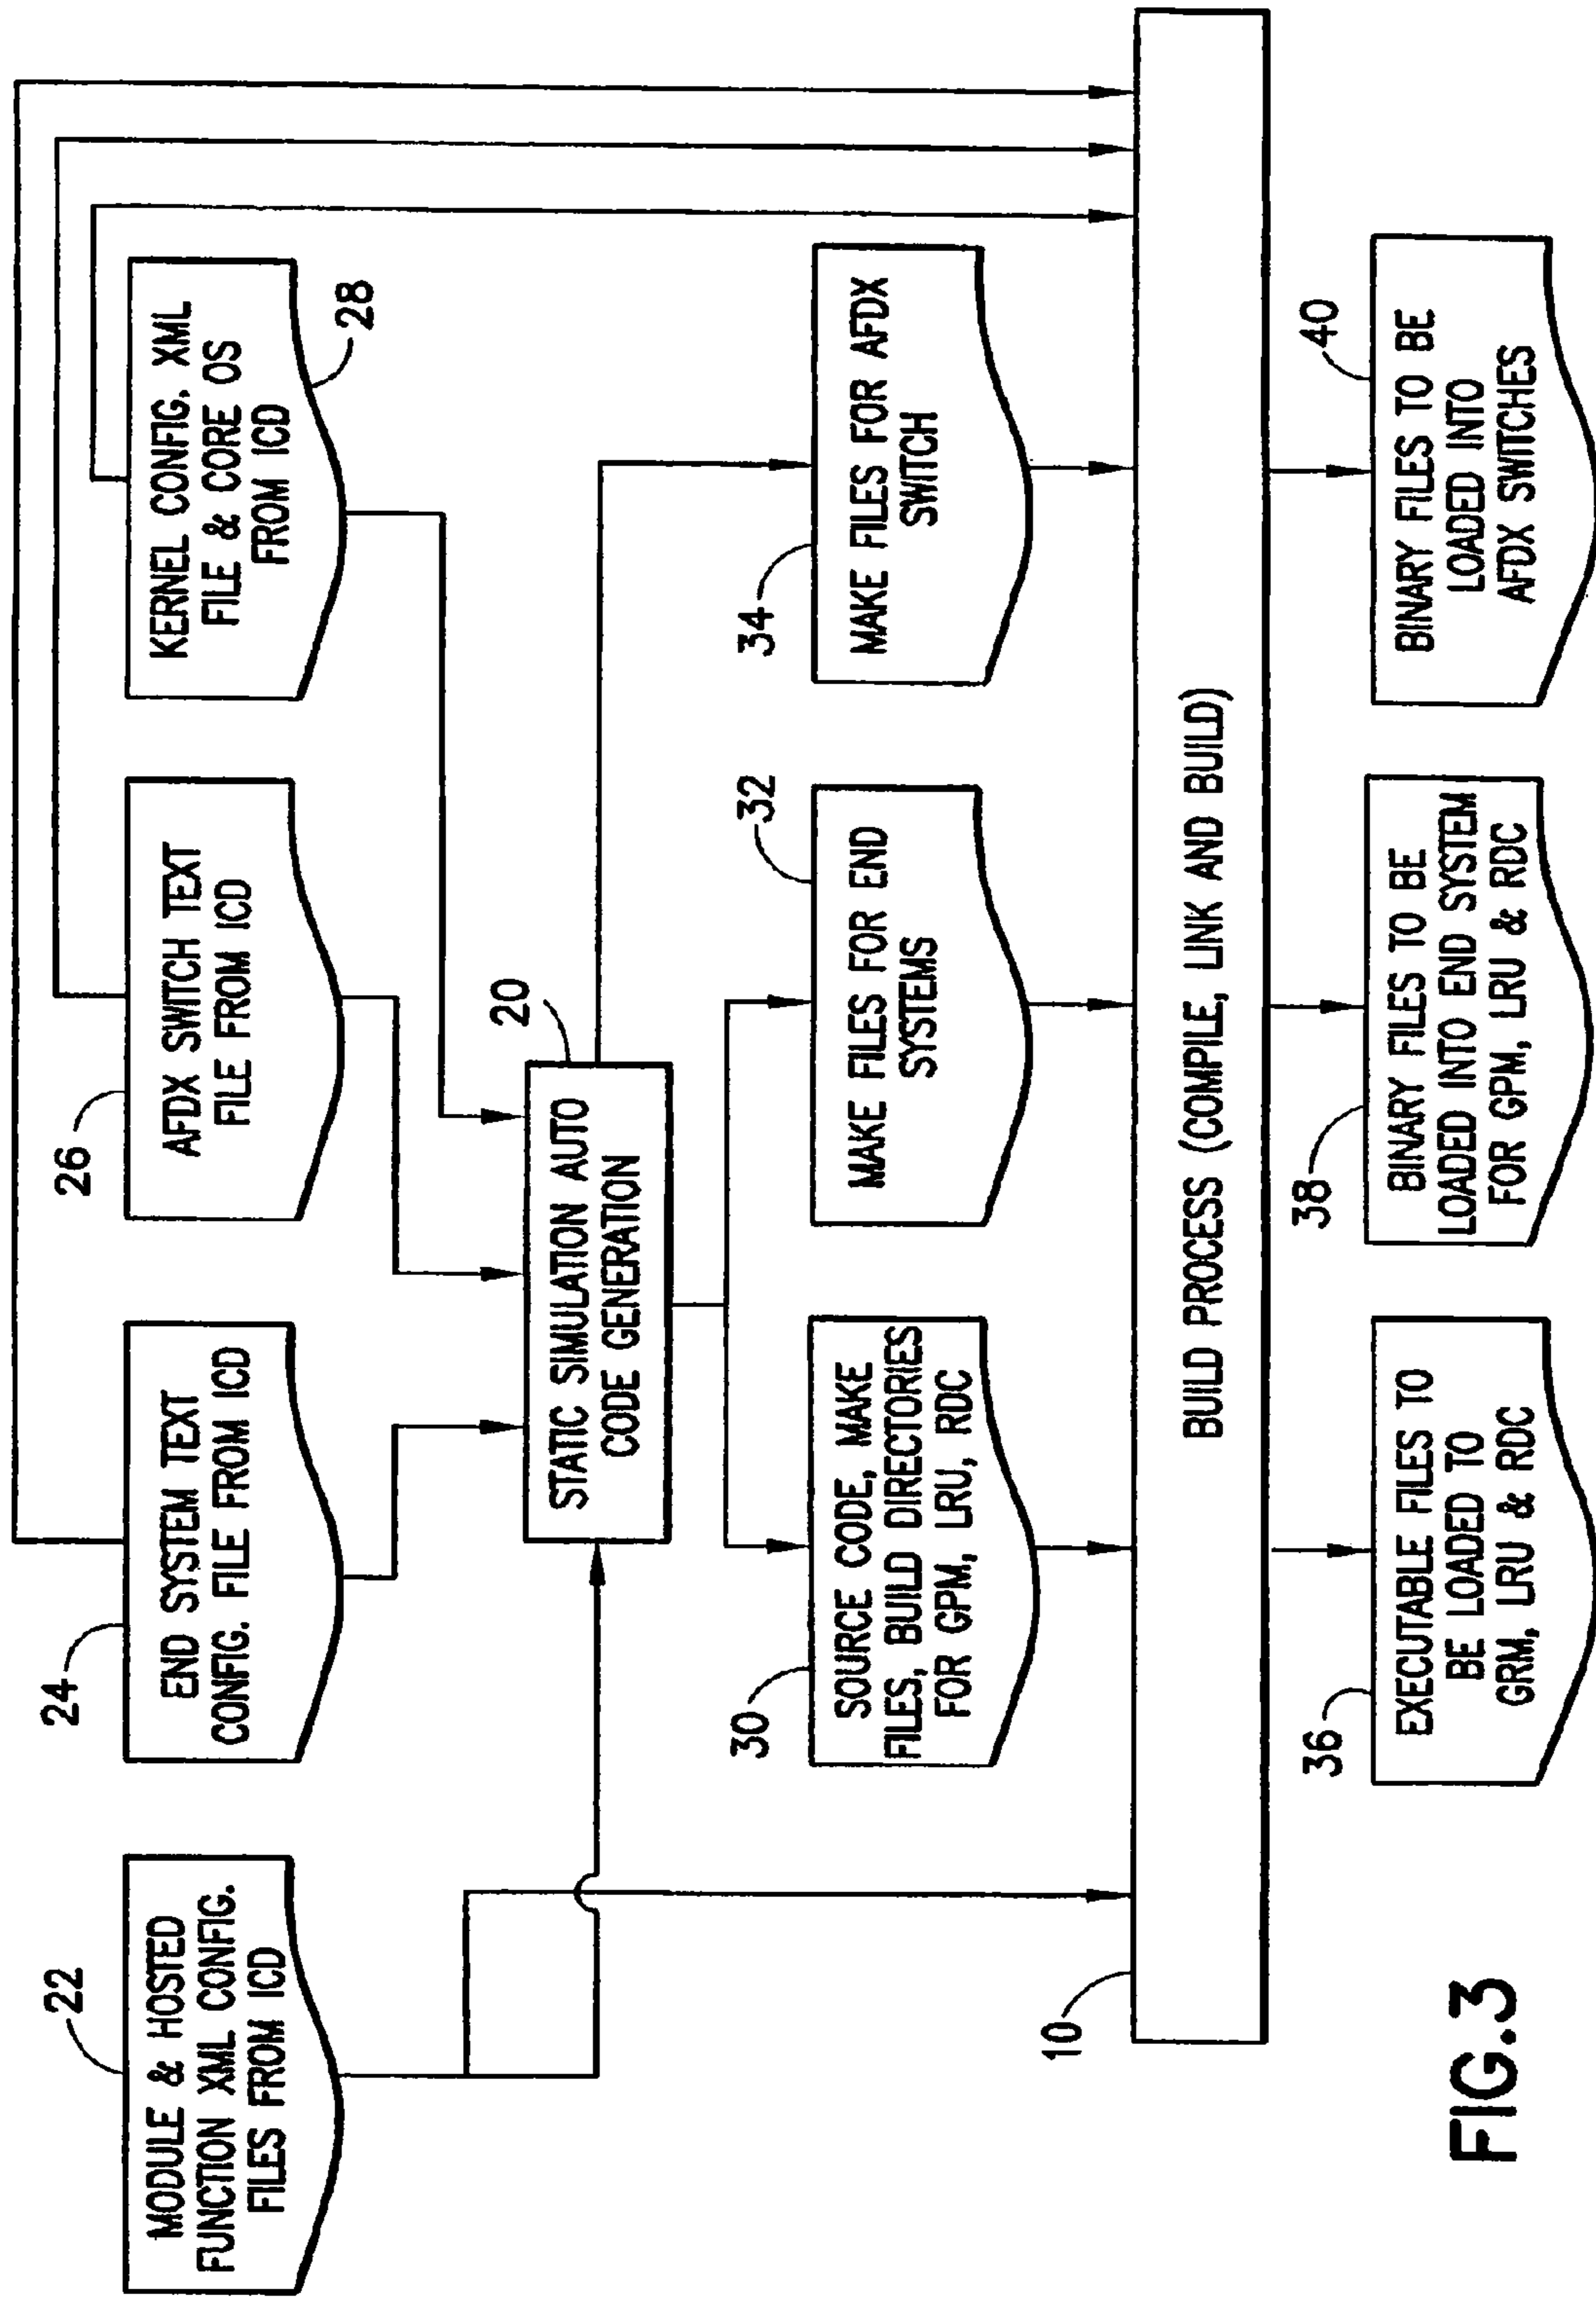 22
MODULE & HOSTED
FUNCTION XML CONFIG.
FILES FROM ICD
24
END SYSTEM TEXT
CONFIG. FILE FROM ICD
26
AFDX SWITCH TEXT
FILE FROM ICD
KERNEL CONFIG, XML
FILE & CORE OS
FROM ICD
28
20
STATIC SIMULATION AUTO
CODE GENERATION
30
SOURCE CODE, MAKE
FILES, BUILD DIRECTORIES
FOR GPM, LRU, RDC
32
MAKE FILES FOR END
SYSTEMS
34
MAKE FILES FOR AFDX
SWITCH
10
BUILD PROCESS (COMPILE, LINK AND BUILD)
36
EXECUTABLE FILES TO
BE LOADED TO
GRM, LRU & RDC
38
BINARY FILES TO BE
LOADED INTO END SYSTEM
FOR GPM, LRU & RDC
40
BINARY FILES TO BE
LOADED INTO
AFDX SWITCHES
FIG.3